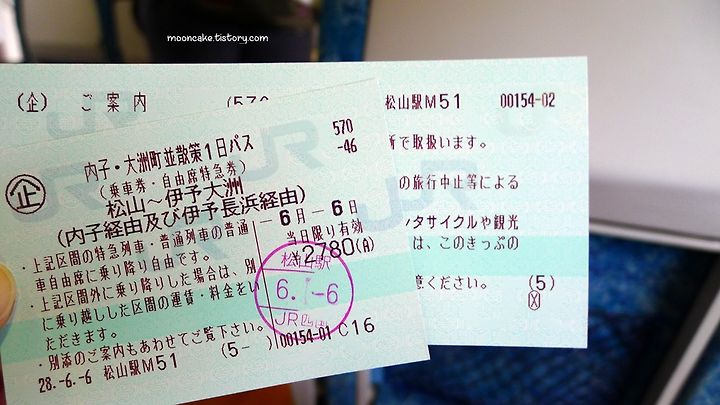 mooncake.tistory.com
(企) ご案内 (570 松山駅M51 00154-02
で取扱います。
の旅行中止等による
ンタサイクルや観光
は、このきっぷの
意ください。 (5)
570
-46
内子・大洲町並散策1日パス
(乗車券・自由席特急券)
企
松山〜伊予大洲
(内子経由及び伊予長浜経由)
6月-6日
当日限り有効
¥2780(A)
・上記区間の特急列車・普通列車の普通
車自由席に乗り降り自由です。
・上記区間外に乗り降りした場合は、別
に乗り越しした区間の運賃・料金をい
ただきます。
・別添のご案内もあわせてご覧下さい。
松山駅
6.-6
JR四
00154-01 C16
28.-6.-6 松山駅M51 (5- )